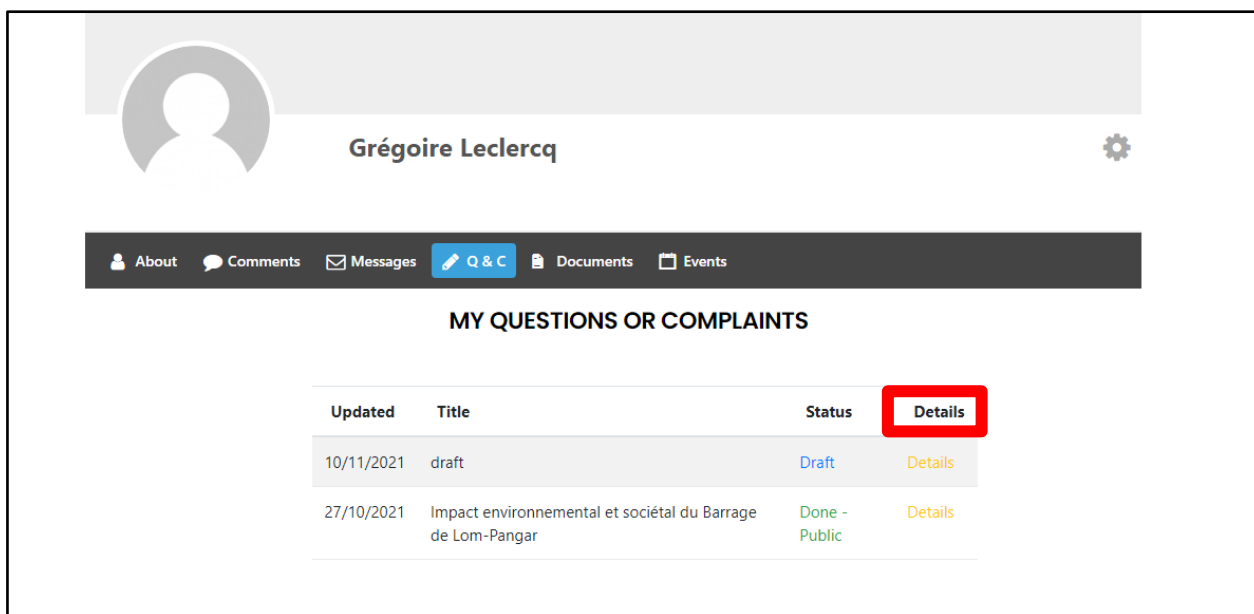 Grégoire Leclercq
About Comments Messages Q & C Documents Events
MY QUESTIONS OR COMPLAINTS
Updated Title Status Details
10/11/2021 draft Draft Details
27/10/2021 Impact environnemental et sociétal du Barrage Done - Details
de Lom-Pangar Public